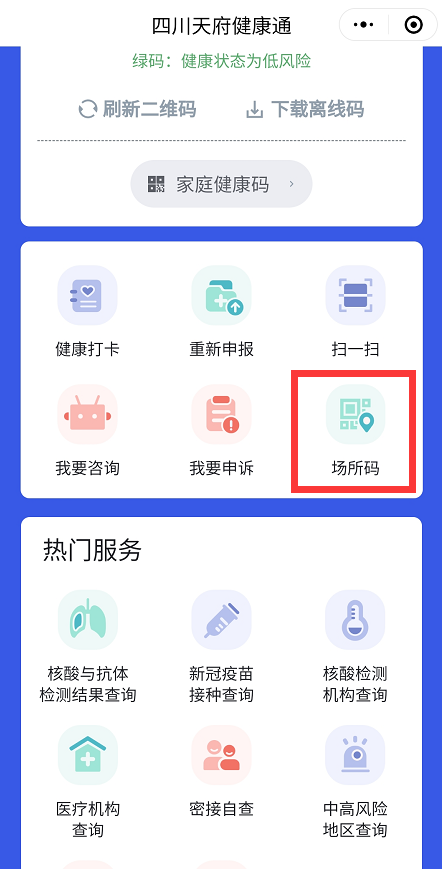 四川天府健康通
绿码：健康状态为低风险
刷新二维码 下载离线码
家庭健康码
健康打卡 重新申报 扫一扫
我要咨询 我要申诉 场所码
热门服务
核酸与抗体 新冠疫苗 核酸检测
检测结果查询 接种查询 机构查询
医疗机构 密接自查 中高风险
查询 地区查询